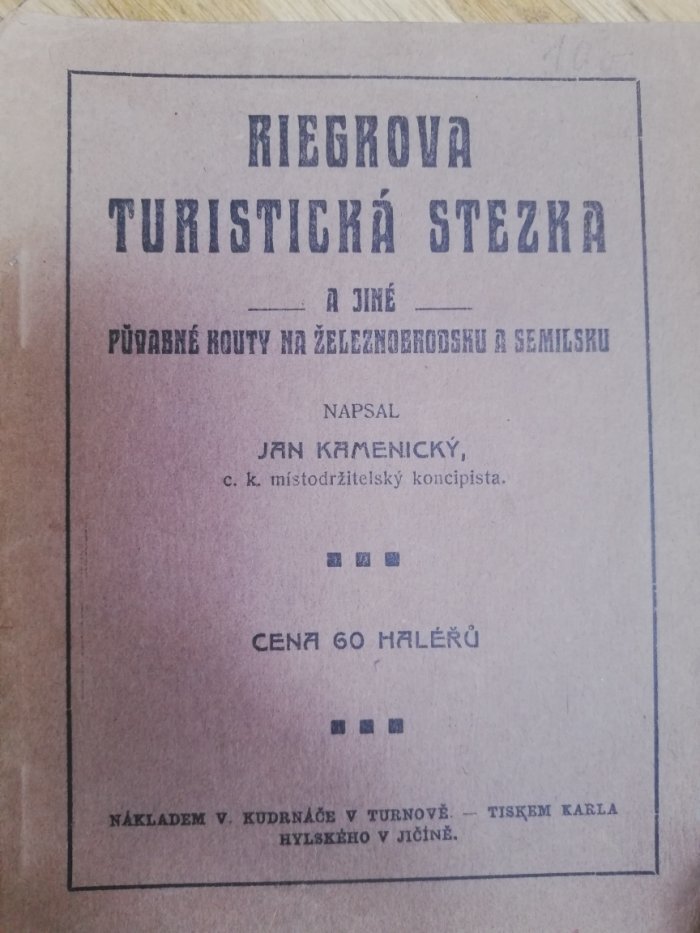 RIEGROVA
TURISTICKÁ STEZKA
A JINÉ
PŮVABNÉ KOUTY NA ŽELEZNOBRODSKU A SEMILSKU
NAPSAL
JAN KAMENICKÝ,
c. k. místodržitelský koncipista.
CENA 60 HALÉŘŮ
NÁKLADEM V. KUDRNÁČE V TURNOVĚ. — TISKEM KARLA
HYLSKÉHO V JIČÍNĚ.